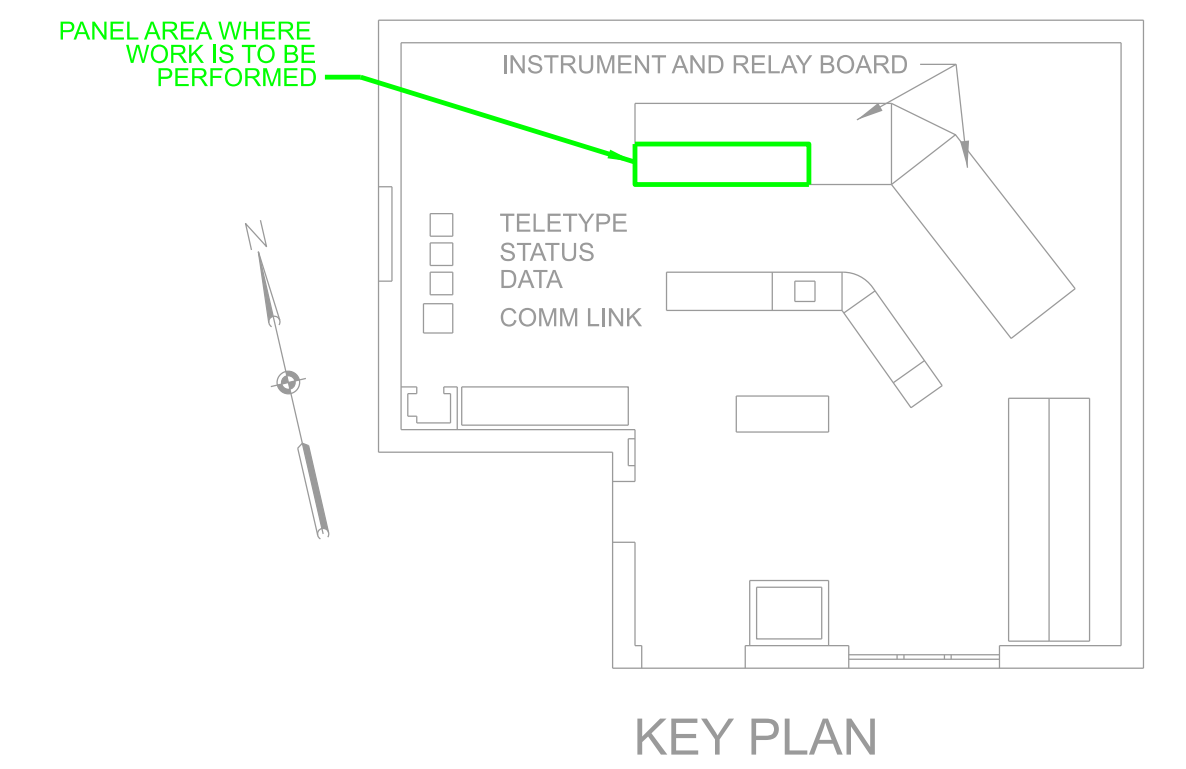 PANEL AREA WHERE
WORK IS TO BE
PERFORMED
INSTRUMENT AND RELAY BOARD
N
TELETYPE
STATUS
DATA
COMM LINK
KEY PLAN